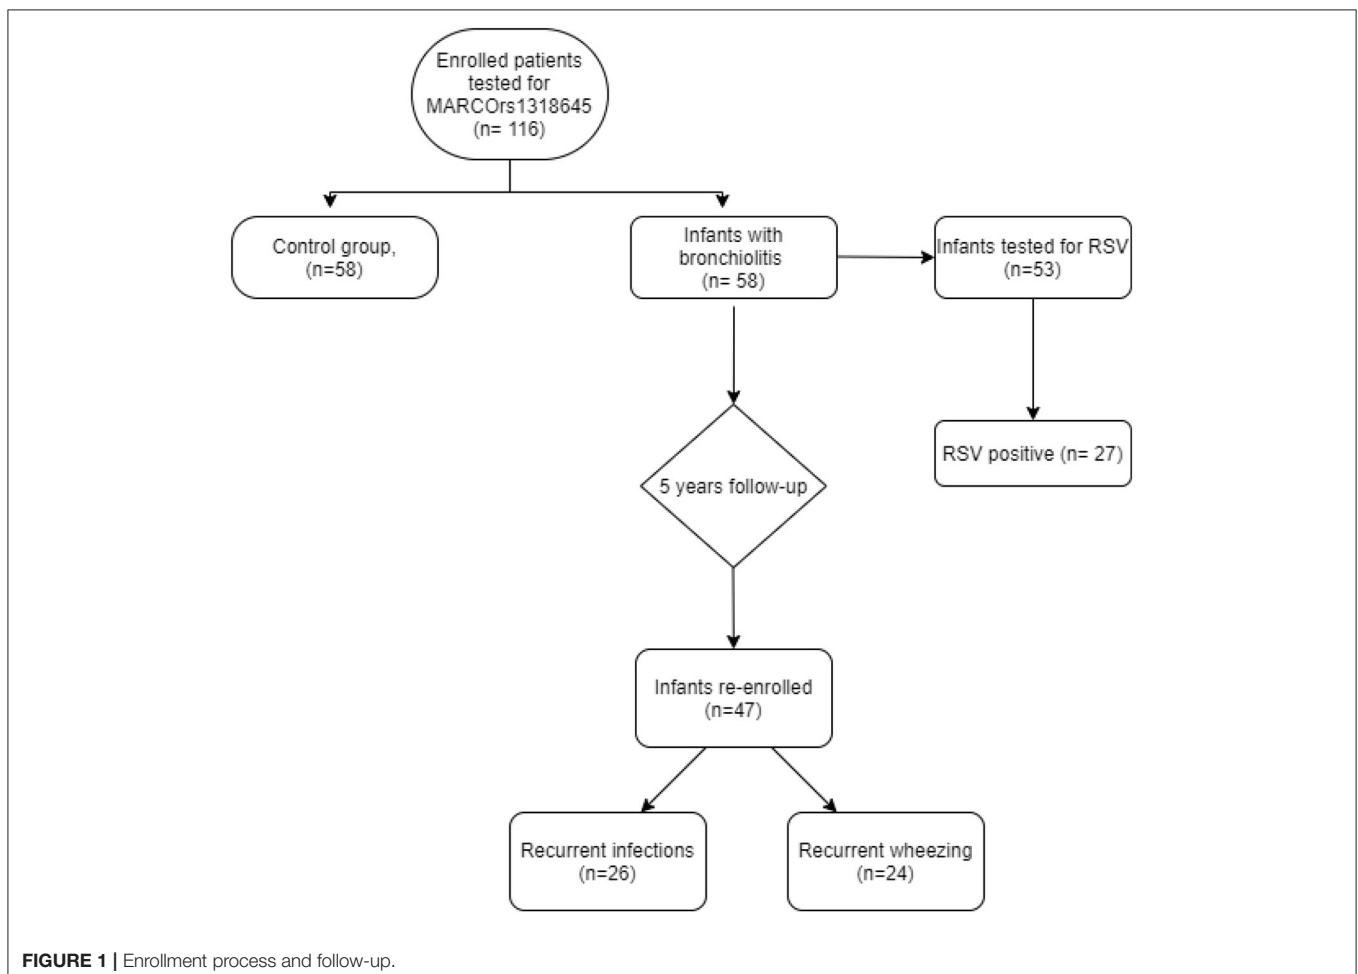 Enrolled patients
tested for
MARCOrs1318645
(n= 116)
Control group,
(n=58)
Infants with
bronchiolitis
(n= 58)
Infants tested for RSV
(n=53)
RSV positive (n= 27)
5 years follow-up
Infants re-enrolled
(n=47)
Recurrent infections
(n=26)
Recurrent wheezing
(n=24)
FIGURE 1 | Enrollment process and follow-up.